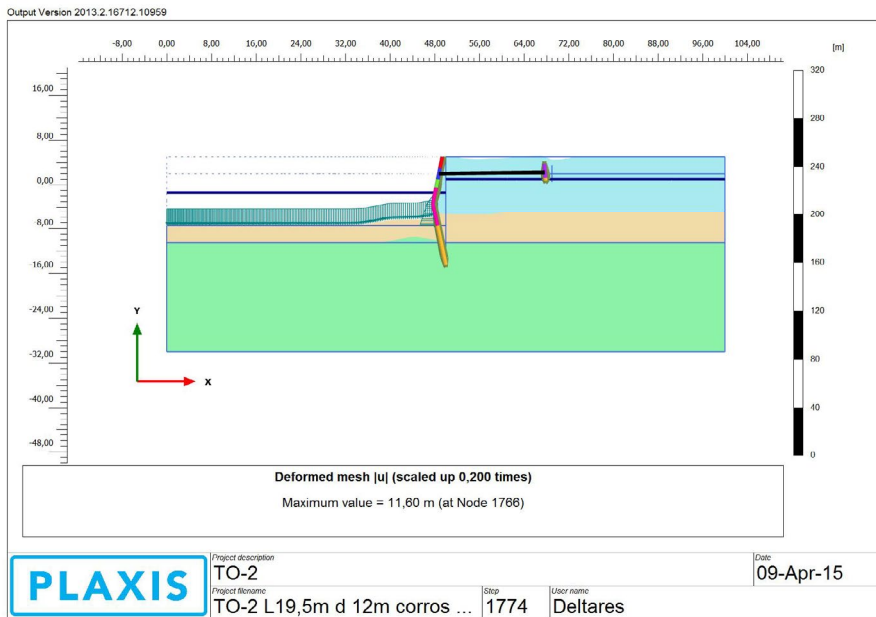 Output Version 2013.2.16712.10959
-8,00 0,00 8,00 16,00 24,00 32,00 40,00 48,00 56,00 64,00 72,00 80,00 88,00 96,00 104,00
[m]
16,00
8,00
0,00
-8,00
-16,00
-24,00
-32,00
-40,00
-48,00
320
280
240
200
160
120
80
40
0
Y
X
Deformed mesh |u| (scaled up 0,200 times)
Maximum value = 11,60 m (at Node 1766)
PLAXIS
Project description
TO-2
Date
09-Apr-15
Project filename
TO-2 L19,5m d 12m corros ...
Step
1774
User name
Deltares